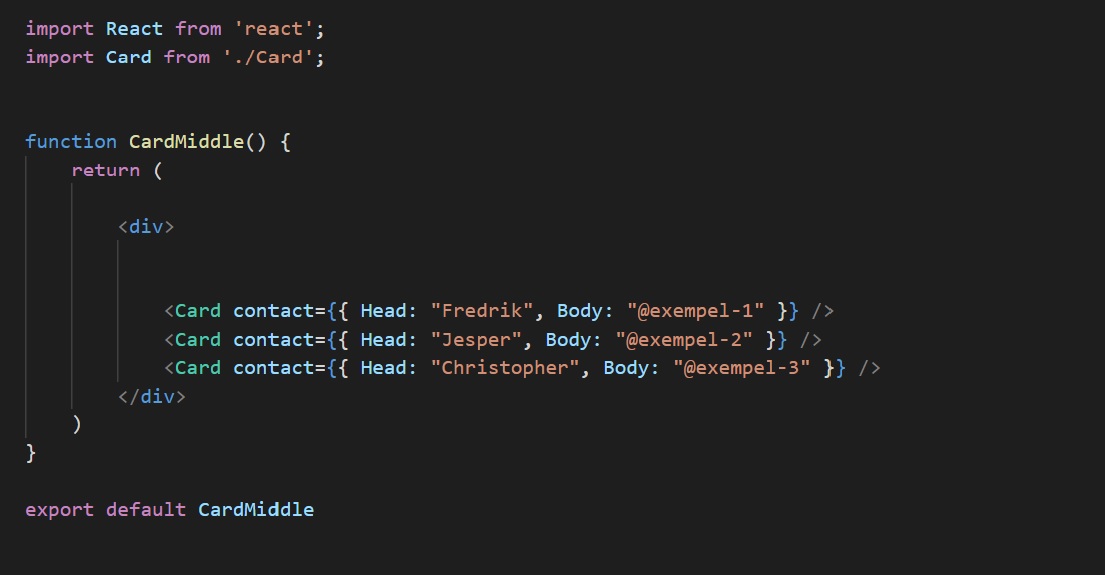 import React from 'react';
import Card from './Card';
function CardMiddle() {
return (
<div>
<Card contact={{ Head: "Fredrik", Body: "@exempel-1" }} />
<Card contact={{ Head: "Jesper", Body: "@exempel-2" }} />
<Card contact={{ Head: "Christopher", Body: "@exempel-3" }} />
</div>
)
}
export default CardMiddle